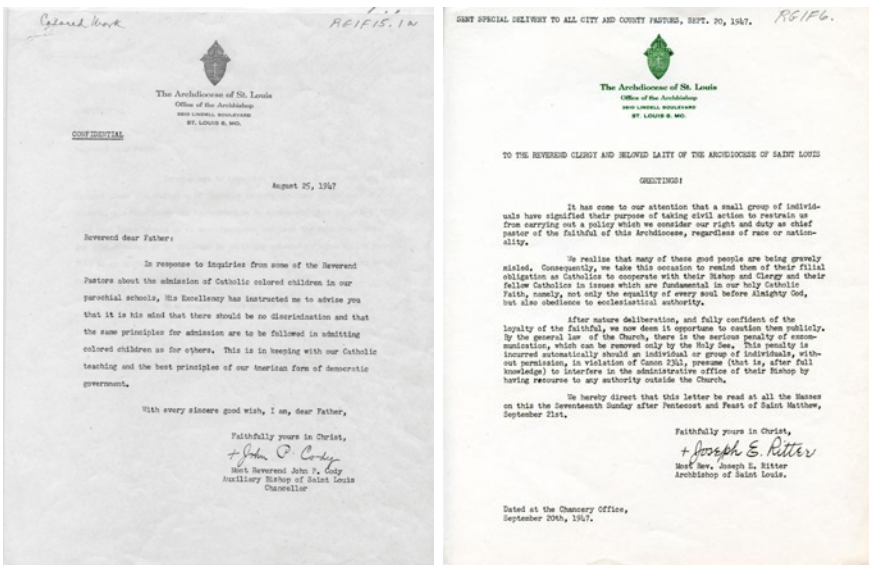 Colored Work
RG1F15.1a
The Archdiocese of St. Louis
Office of the Archbishop
3810 LINDELL BOULEVARD
ST. LOUIS 8, MO.
CONFIDENTIAL
August 25, 1947
Reverend dear Father:
In response to inquiries from some of the Reverend
Pastors about the admission of Catholic colored children in our
parochial schools, His Excellency has instructed me to advise you
that it is his mind that there should be no discrimination and that
the same principles for admission are to be followed in admitting
colored children as for others. This is in keeping with our Catholic
teaching and the best principles of our American form of democratic
government.
With every sincere good wish, I am, dear Father,
Faithfully yours in Christ,
+ John P. Cody
Most Reverend John P. Cody
Auxiliary Bishop of Saint Louis
Chancellor
SENT SPECIAL DELIVERY TO ALL CITY AND COUNTY PASTORS, SEPT. 20, 1947.
RG1F6.
The Archdiocese of St. Louis
Office of the Archbishop
3810 LINDELL BOULEVARD
ST. LOUIS 8, MO.
TO THE REVEREND CLERGY AND BELOVED LAITY OF THE ARCHDIOCESE OF SAINT LOUIS
GREETINGS:
It has come to our attention that a small group of individ-
uals have signified their purpose of taking civil action to restrain us
from carrying out a policy which we consider our right and duty as chief
pastor of the faithful of this Archdiocese, regardless of race or nation-
ality.
We realize that many of these good people are being gravely
misled. Consequently, we take this occasion to remind them of their filial
obligation as Catholics to cooperate with their Bishop and Clergy and their
fellow Catholics in issues which are fundamental in our holy Catholic
Faith, namely, not only the equality of every soul before Almighty God,
but also obedience to ecclesiastical authority.
After mature deliberation, and fully confident of the
loyalty of the faithful, we now deem it opportune to caution them publicly.
By the general law of the Church, there is the serious penalty of excom-
munication, which can be removed only by the Holy See. This penalty is
incurred automatically should an individual or group of individuals, with-
out permission, in violation of Canon 2341, presume (that is, after full
knowledge) to interfere in the administrative office of their Bishop by
having recourse to any authority outside the Church.
We hereby direct that this letter be read at all the Masses
on this the Seventeenth Sunday after Pentecost and Feast of Saint Matthew,
September 21st.
Faithfully yours in Christ,
+ Joseph E. Ritter
Most Rev. Joseph E. Ritter
Archbishop of Saint Louis.
Dated at the Chancery Office,
September 20th, 1947.